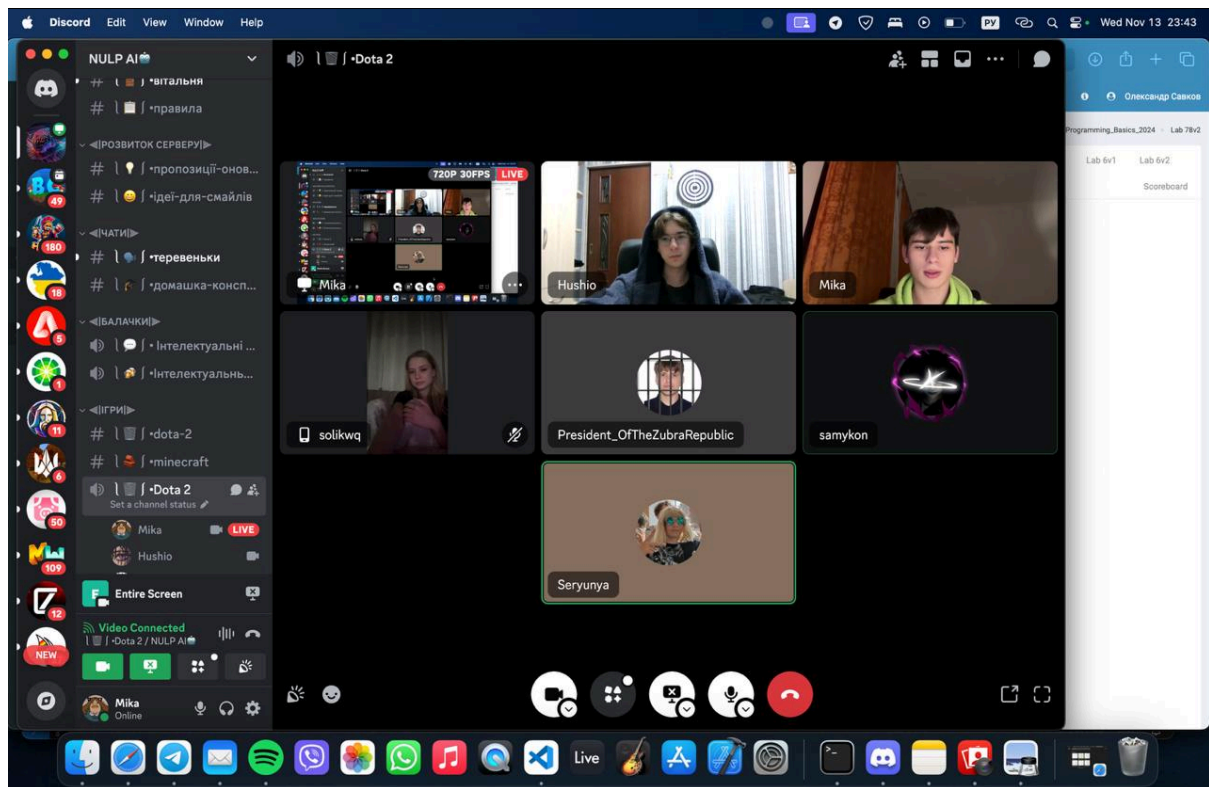 Discord Edit View Window Help
РУ
Wed Nov 13 23:43
NULP AI
•вітальня
•правила
РОЗВИТОК СЕРВЕРУ
•пропозиції-онов...
•ідеї-для-смайлів
ЧАТИ
•теревеньки
•домашка-консп...
БАЛАЧКИ
• Інтелектуальні ...
•Інтелектуальнь...
ІГРИ
•dota-2
•minecraft
•Dota 2
Set a channel status
Mika
LIVE
Hushio
Entire Screen
Video Connected
•Dota 2 / NULP AI
Mika
Online
49
180
18
5
1
11
6
50
109
12
NEW
•Dota 2
720P 30FPS LIVE
Mika
Hushio
Mika
solikwq
President_OfTheZubraRepublic
samykon
Seryunya
Олександр Савков
Programming_Basics_2024
Lab 78v2
Lab 6v1
Lab 6v2
Scoreboard
Live